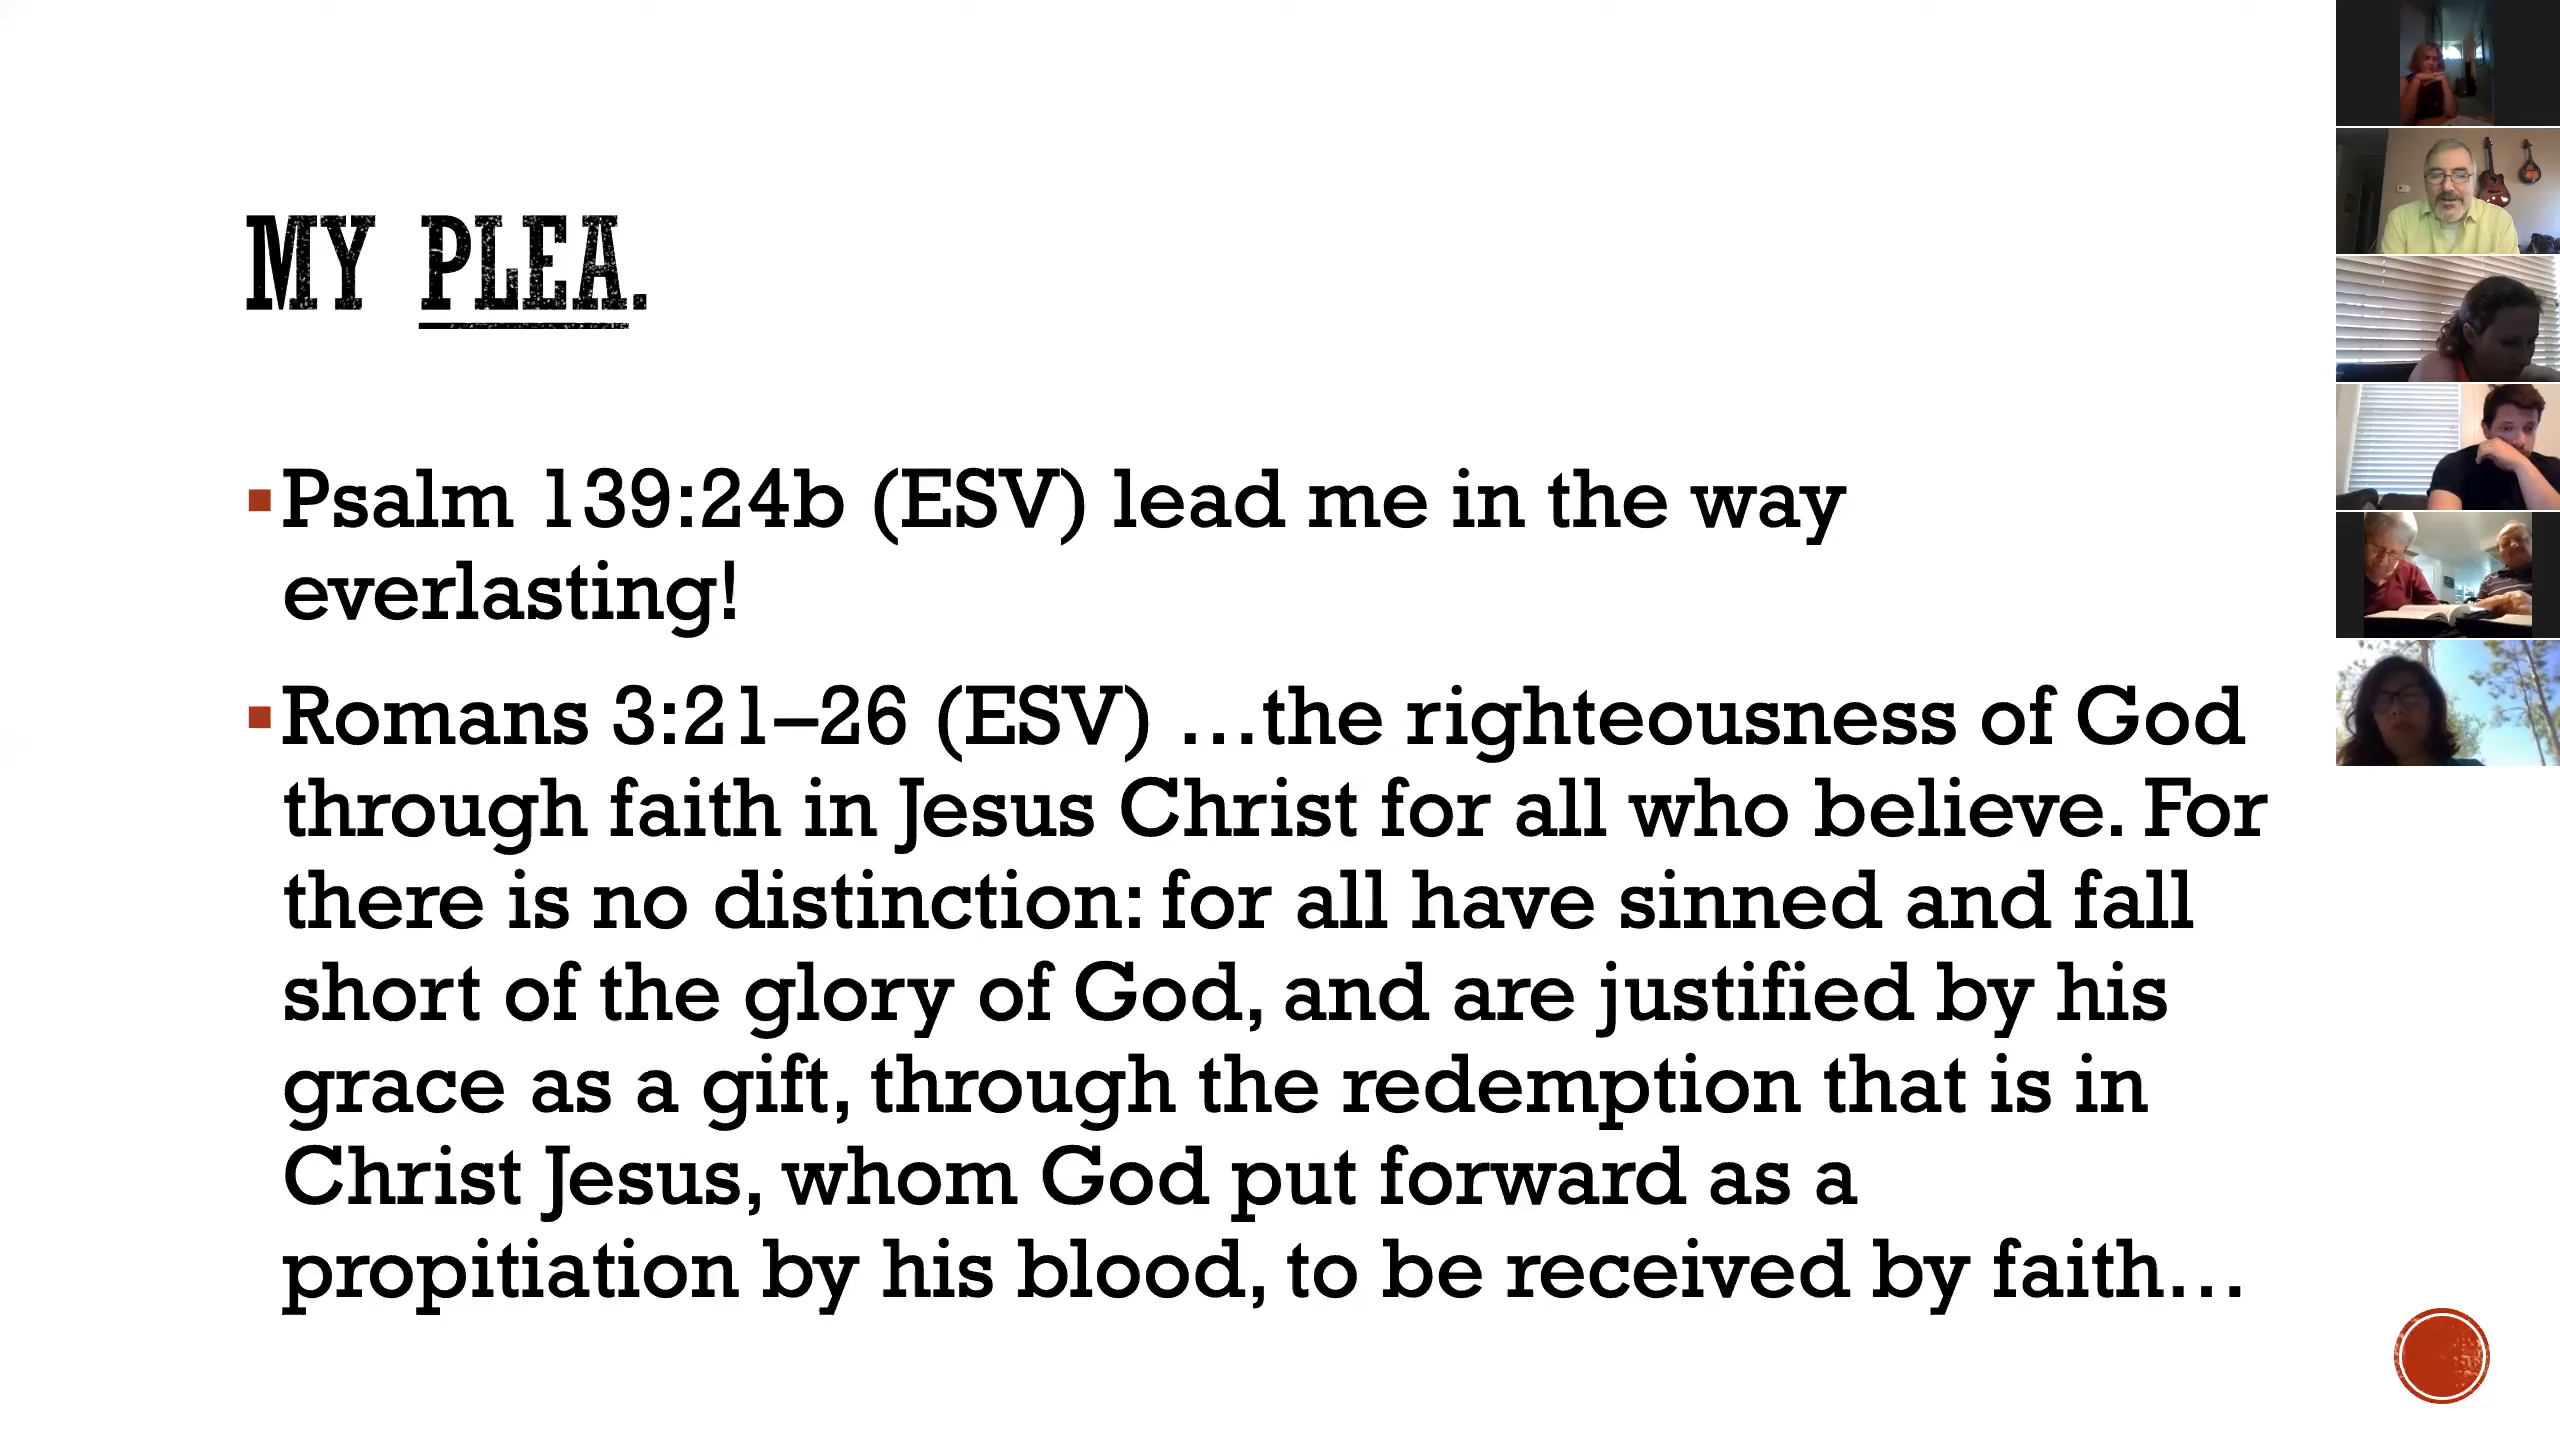 MY PLEA.
▪Psalm 139:24b (ESV) lead me in the way
everlasting!
▪Romans 3:21–26 (ESV) …the righteousness of God
through faith in Jesus Christ for all who believe. For
there is no distinction: for all have sinned and fall
short of the glory of God, and are justified by his
grace as a gift, through the redemption that is in
Christ Jesus, whom God put forward as a
propitiation by his blood, to be received by faith…